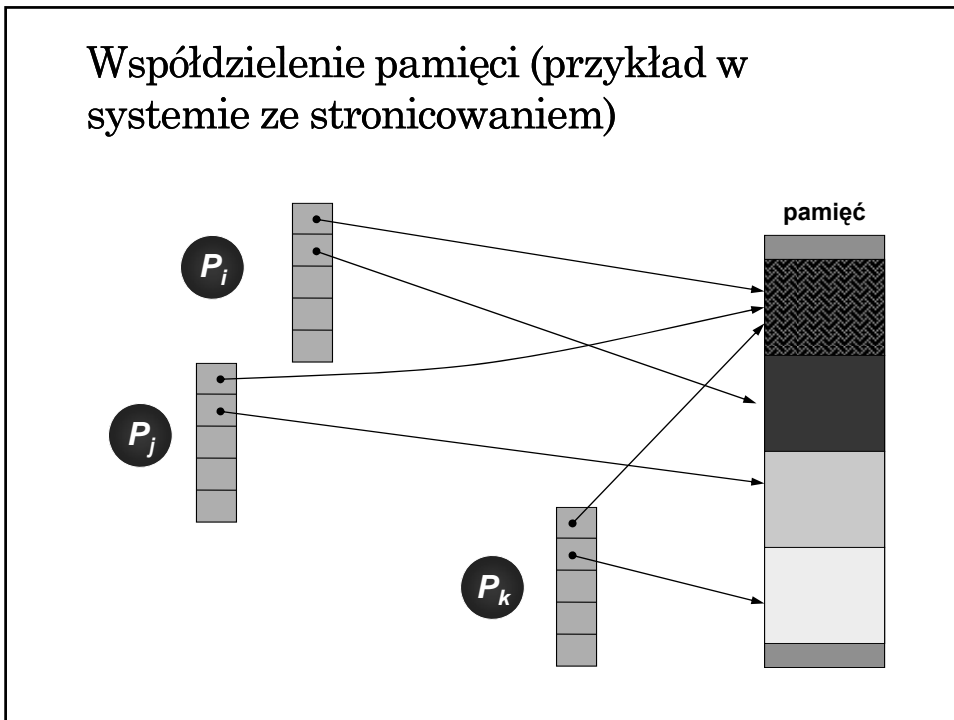 Współdzielenie pamięci (przykład w
systemie ze stronicowaniem)
pamięć
Pi
Pj
Pk